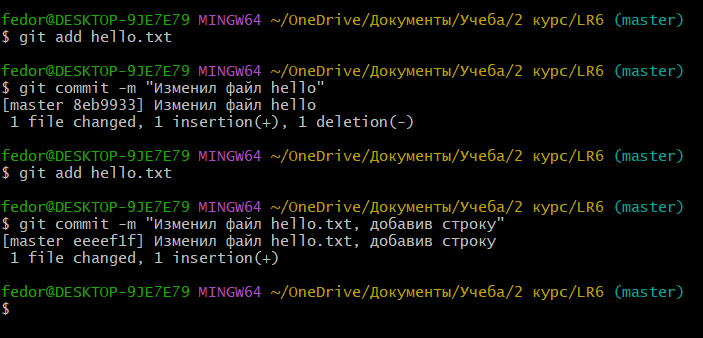 fedor@DESKTOP-9JE7E79 MINGW64 ~/OneDrive/Документы/Учеба/2 курс/LR6 (master)
$ git add hello.txt
fedor@DESKTOP-9JE7E79 MINGW64 ~/OneDrive/Документы/Учеба/2 курс/LR6 (master)
$ git commit -m "Изменил файл hello"
[master 8eb9933] Изменил файл hello
 1 file changed, 1 insertion(+), 1 deletion(-)
fedor@DESKTOP-9JE7E79 MINGW64 ~/OneDrive/Документы/Учеба/2 курс/LR6 (master)
$ git add hello.txt
fedor@DESKTOP-9JE7E79 MINGW64 ~/OneDrive/Документы/Учеба/2 курс/LR6 (master)
$ git commit -m "Изменил файл hello.txt, добавив строку"
[master eeeef1f] Изменил файл hello.txt, добавив строку
 1 file changed, 1 insertion(+)
fedor@DESKTOP-9JE7E79 MINGW64 ~/OneDrive/Документы/Учеба/2 курс/LR6 (master)
$